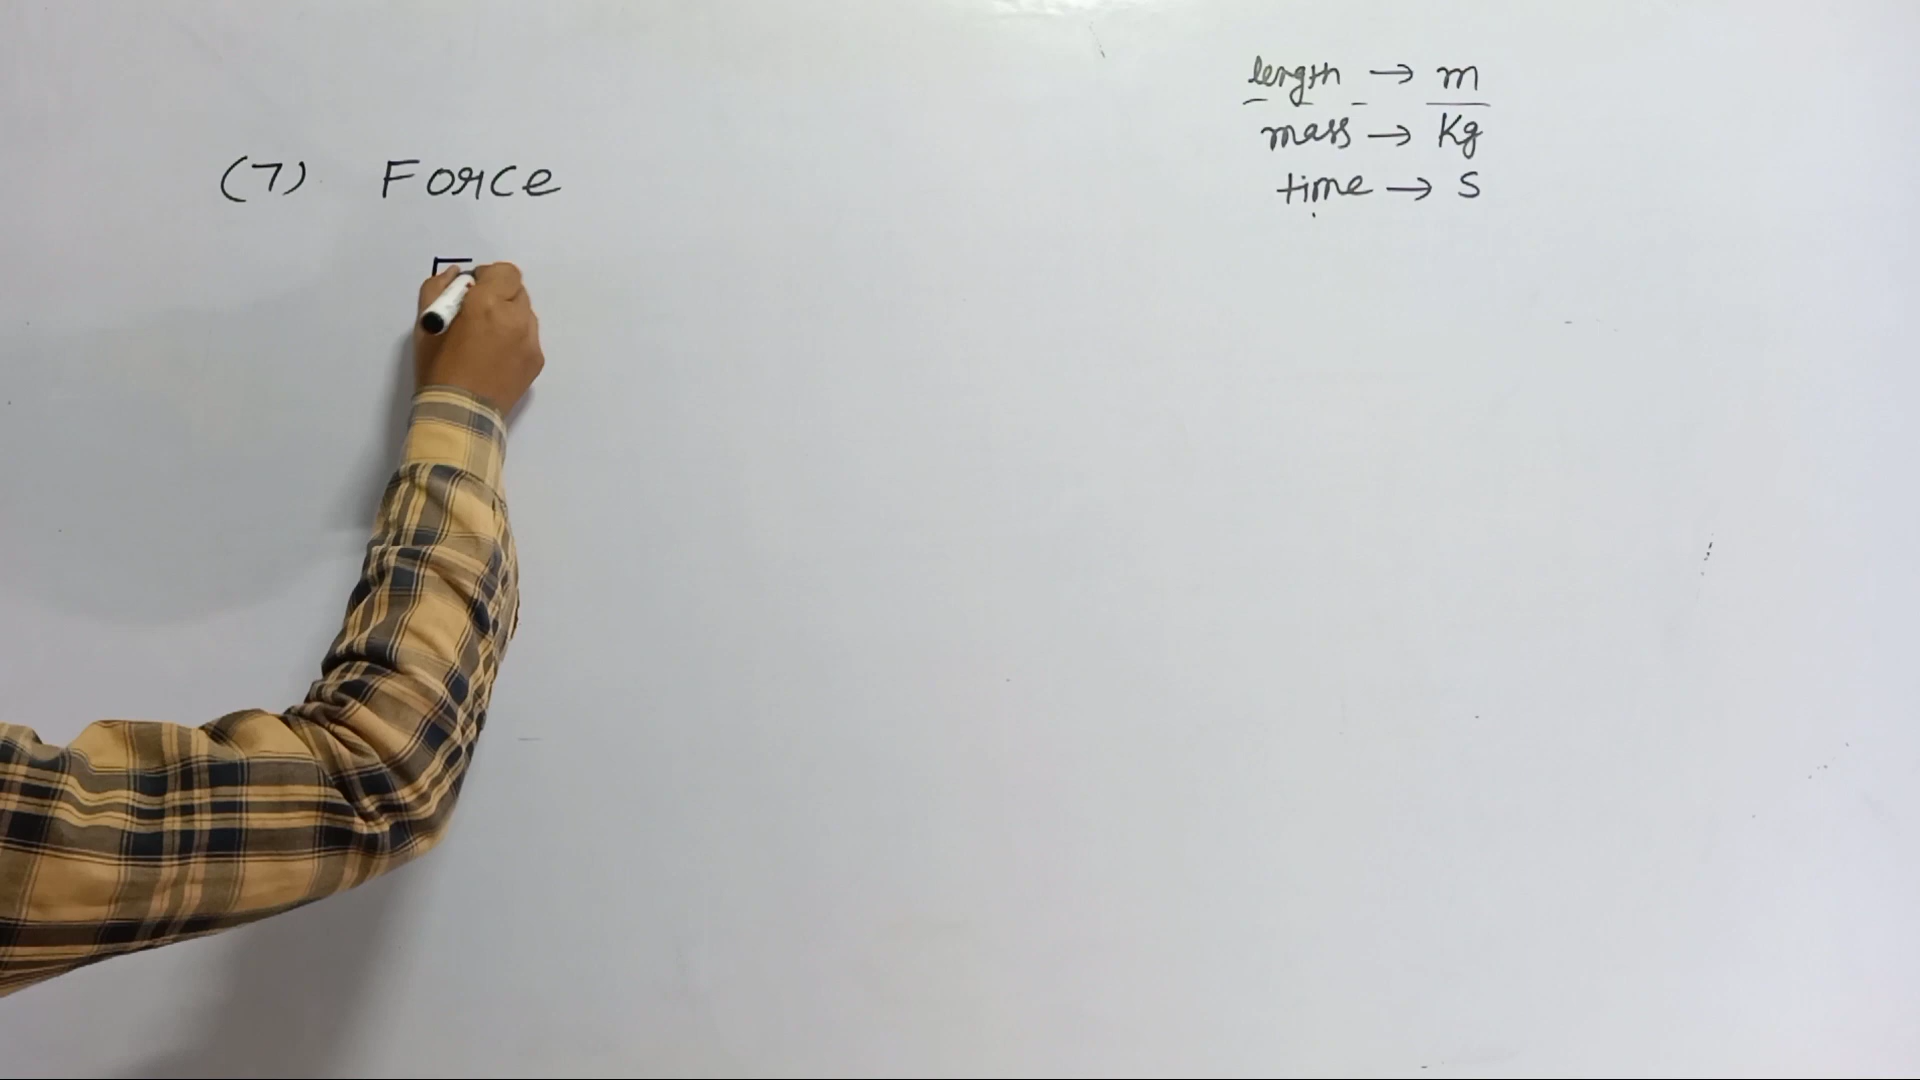 length → m
mass → Kg
(7) Force
time → s